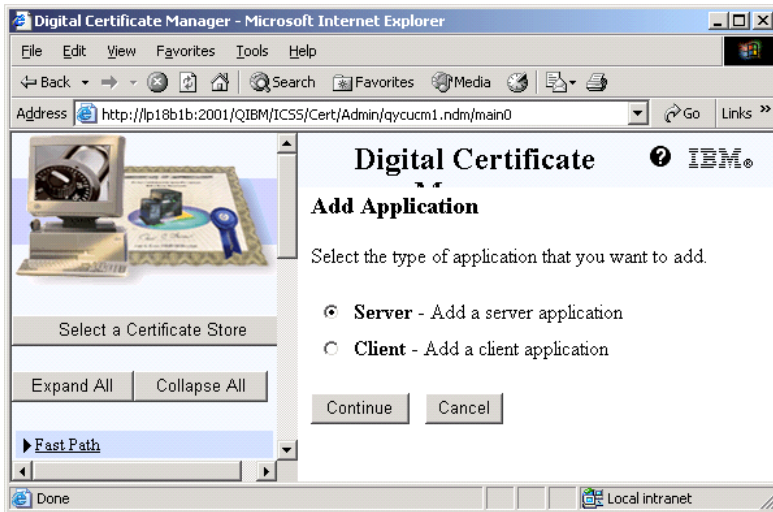 Digital Certificate Manager - Microsoft Internet Explorer
File Edit View Favorites Tools Help
Back Search Favorites Media
Address http://lp18b1b:2001/QIBM/ICSS/Cert/Admin/qycucm1.ndm/main0 Go Links »
Digital Certificate
IBM®
Select a Certificate Store
Expand All Collapse All
Fast Path
Add Application
Select the type of application that you want to add.
Server - Add a server application
Client - Add a client application
Continue Cancel
Done Local intranet